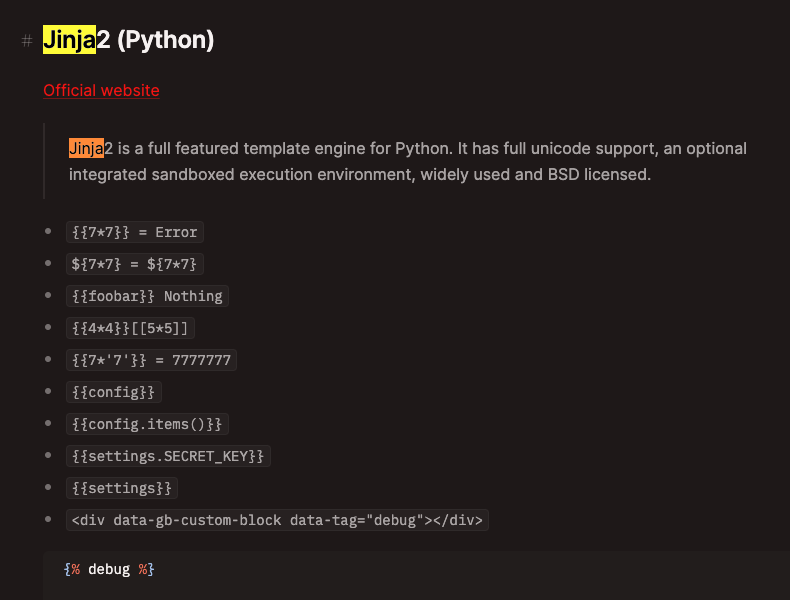 # Jinja2 (Python)
Official website
Jinja2 is a full featured template engine for Python. It has full unicode support, an optional
integrated sandboxed execution environment, widely used and BSD licensed.
• {{7*7}} = Error
• ${7*7} = ${7*7}
• {{foobar}} Nothing
• {{4*4}}[[5*5]]
• {{7*'7'}} = 7777777
• {{config}}
• {{config.items()}}
• {{settings.SECRET_KEY}}
• {{settings}}
• <div data-gb-custom-block data-tag="debug"></div>
{% debug %}